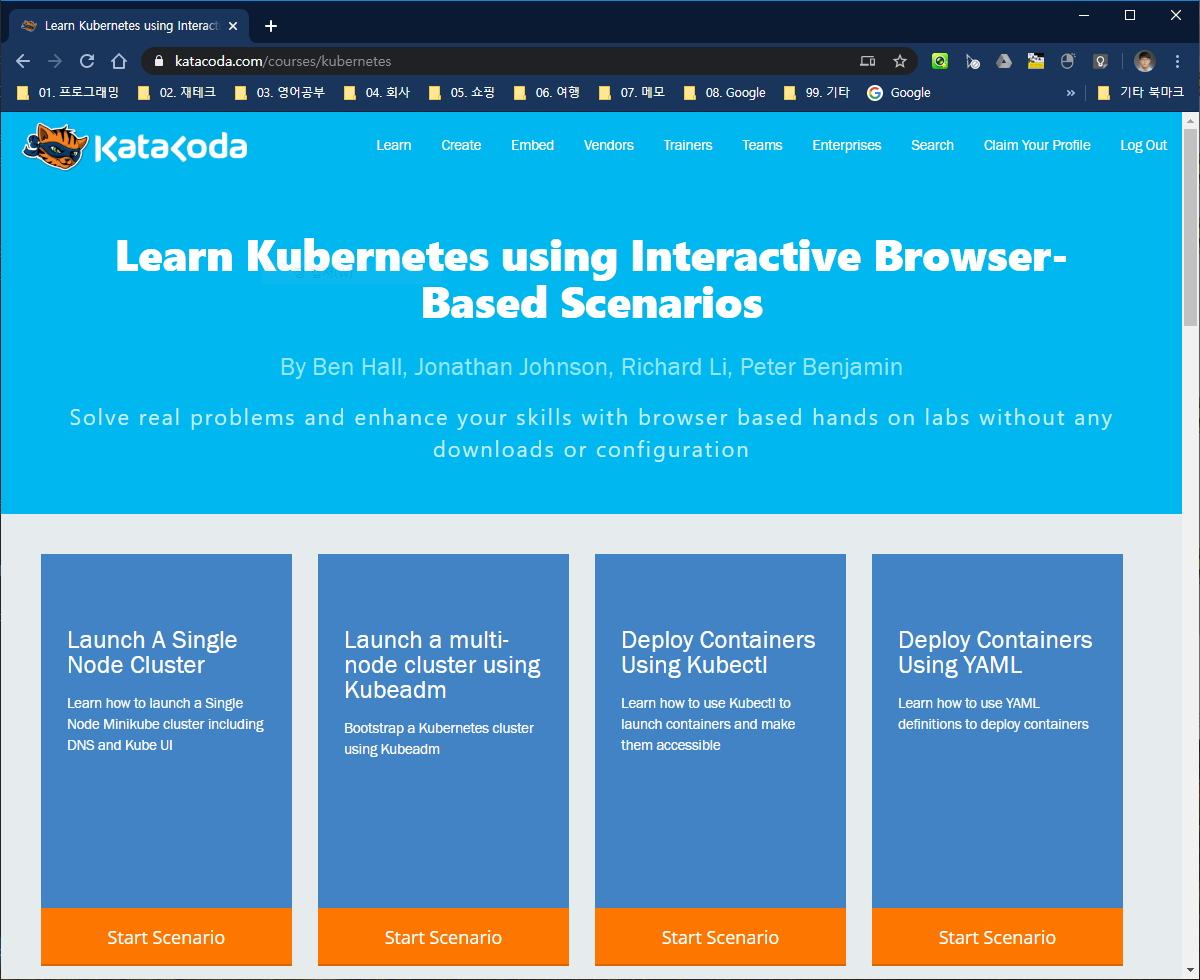 Learn Kubernetes using Interact
katacoda.com/courses/kubernetes
01. 프로그래밍 02. 재테크 03. 영어공부 04. 회사 05. 쇼핑 06. 여행 07. 메모 08. Google 99. 기타 Google » 기타 북마크
Katacoda Learn Create Embed Vendors Trainers Teams Enterprises Search Claim Your Profile Log Out
Learn Kubernetes using Interactive Browser-
Based Scenarios
By Ben Hall, Jonathan Johnson, Richard Li, Peter Benjamin
Solve real problems and enhance your skills with browser based hands on labs without any
downloads or configuration
Launch A Single
Node Cluster
Learn how to launch a Single
Node Minikube cluster including
DNS and Kube UI
Start Scenario
Launch a multi-
node cluster using
Kubeadm
Bootstrap a Kubernetes cluster
using Kubeadm
Start Scenario
Deploy Containers
Using Kubectl
Learn how to use Kubectl to
launch containers and make
them accessible
Start Scenario
Deploy Containers
Using YAML
Learn how to use YAML
definitions to deploy containers
Start Scenario